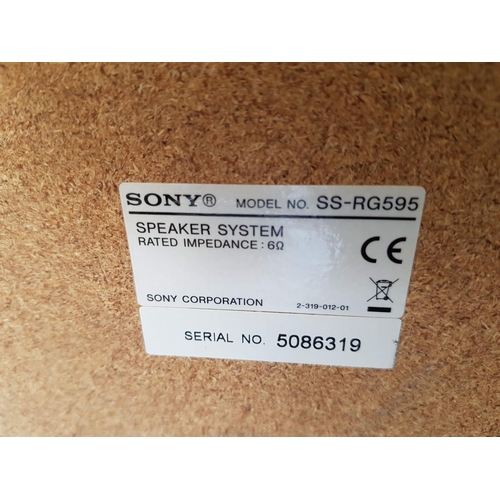 SONY® MODEL NO. SS-RG595
SPEAKER SYSTEM
RATED IMPEDANCE: 6Ω
CE
SONY CORPORATION 2-319-012-01
SERIAL NO. 5086319